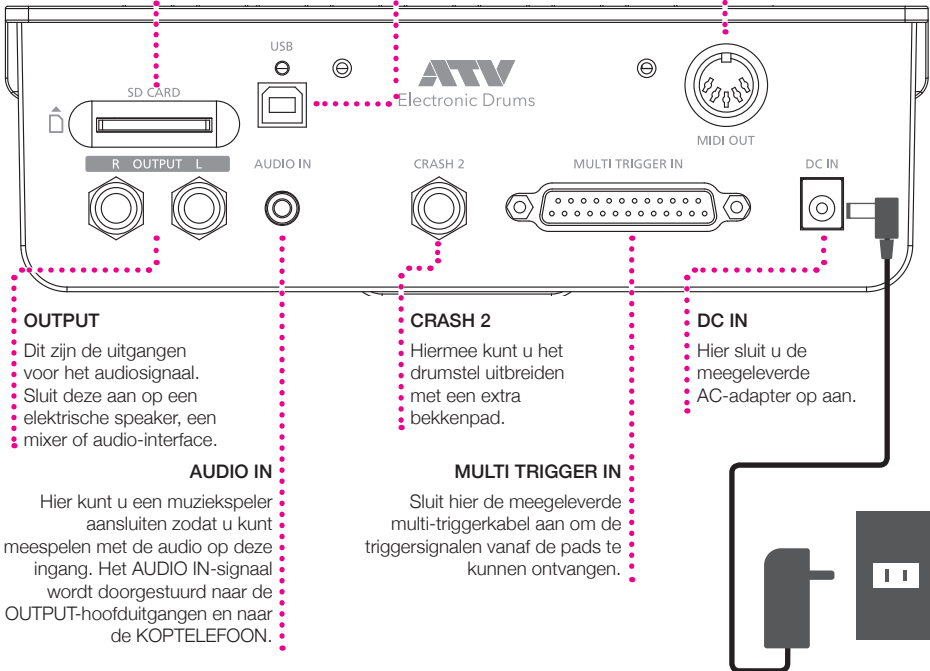 USB
ATV
SD CARD
Electronic Drums
MIDI OUT
R OUTPUT L
AUDIO IN
CRASH 2
MULTI TRIGGER IN
DC IN
OUTPUT
Dit zijn de uitgangen
voor het audiosignaal.
Sluit deze aan op een
elektrische speaker, een
mixer of audio-interface.
CRASH 2
Hiermee kunt u het
drumstel uitbreiden
met een extra
bekkenpad.
DC IN
Hier sluit u de
meegeleverde
AC-adapter op aan.
AUDIO IN
Hier kunt u een muziekspeler
aansluiten zodat u kunt
meespelen met de audio op deze
ingang. Het AUDIO IN-signaal
wordt doorgestuurd naar de
OUTPUT-hoofduitgangen en naar
de KOPTELEFOON.
MULTI TRIGGER IN
Sluit hier de meegeleverde
multi-triggerkabel aan om de
triggersignalen vanaf de pads te
kunnen ontvangen.